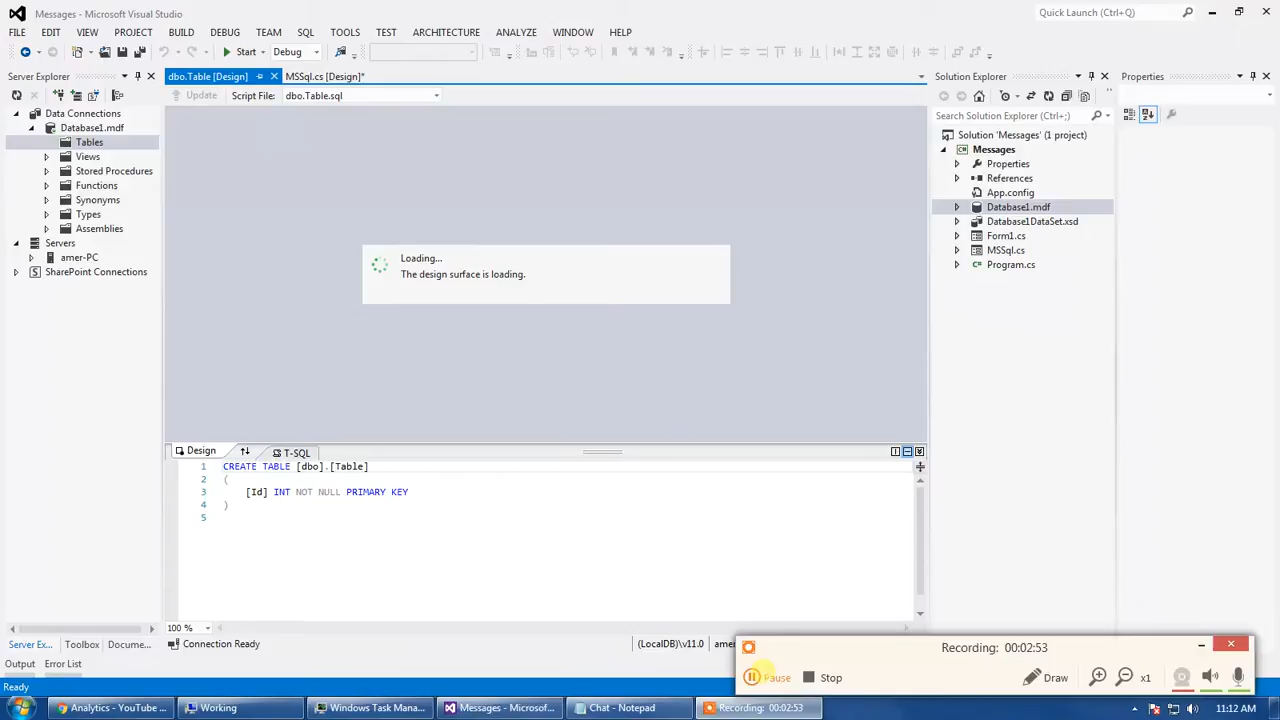 Messages - Microsoft Visual Studio
Quick Launch (Ctrl+Q)
FILE EDIT VIEW PROJECT BUILD DEBUG TEAM SQL TOOLS TEST ARCHITECTURE ANALYZE WINDOW HELP
Start Debug
Server Explorer
dbo.Table [Design]
MSSql.cs [Design]*
Solution Explorer
Properties
Update Script File: dbo.Table.sql
Data Connections
Database1.mdf
Tables
Views
Stored Procedures
Functions
Synonyms
Types
Assemblies
Servers
amer-PC
SharePoint Connections
Loading...
The design surface is loading.
Search Solution Explorer (Ctrl+;)
Solution 'Messages' (1 project)
Messages
Properties
References
App.config
Database1.mdf
Database1DataSet.xsd
Form1.cs
MSSql.cs
Program.cs
Design T-SQL
1 CREATE TABLE [dbo].[Table]
2 (
3 [Id] INT NOT NULL PRIMARY KEY
4 )
5
100 %
Server Ex... Toolbox Docume...
Connection Ready (LocalDB)\v11.0 amer
Output Error List
Ready
Recording: 00:02:53
Pause Stop Draw x1
Analytics - YouTube ... Working Windows Task Mana... Messages - Microsof... Chat - Notepad Recording: 00:02:53 11:12 AM